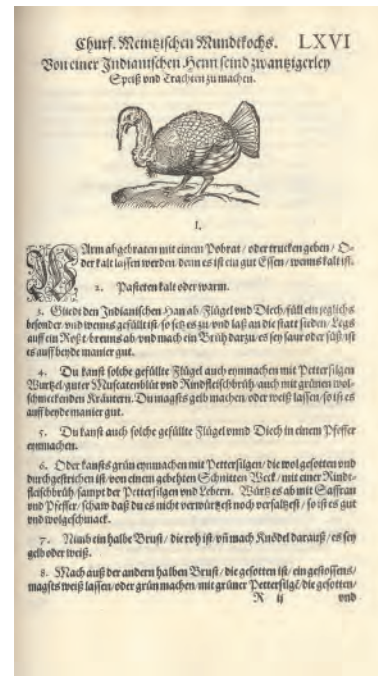 Churf. Meintzischen Mundtkochs. LXVI
Von einer Indianischen Henn seind zwantzigerley
Speiß vnd Trachten zu machen.
I.
WArm abgebraten mit einem Pobrat / oder trucken geben / O-
der kalt lassen werden / denn es ist ein gut Essen / wenns kalt ist.
2. Pasteten kalt oder warm.
3. Gliedt den Indianischen Han ab / Flügel vnd Diech / füll ein jeglichs
besonder / vnd wenns gefüllt ist / so setz es zu / vnd laß an die statt sieden / Legs
auff ein Roßt / brenns ab / vnd mach ein Brüh darzu / es sey saur oder süß / ist
es auff beyde manier gut.
4. Du kanst solche gefüllte Flügel auch eynmachen mit Pettersilgen
Wurtzel / guter Muscatenblüt vnd Rindtfleischbrüh / auch mit grünen wol-
schmeckenden Kräutern. Du magsts gelb machen / oder weiß lassen / so ist es
auff beyde manier gut.
5. Du kanst auch solche gefüllte Flügel vnnd Diech in einem Pfeffer
eynmachen.
6. Oder kansts grün eynmachen mit Pettersilgen / die wol gesotten vnd
durchgestrichen ist / von einem gebehten Schnitten Weck / mit einer Rindt-
fleischbrüh / sampt der Pettersilgen vnd Lebern. Würtz es ab mit Saffran
vnd Pfeffer / schaw daß du es nicht verwürtzest noch versaltzest / so ist es gut
vnd wolgeschmack.
7. Nimb ein halbe Brust / die roh ist / vñ mach Knödel darauß / es sey
gelb oder weiß.
8. Mach auß der andern halben Brust / die gesotten ist / ein gestossens /
magsts weiß lassen / oder grün machen / mit grüner Pettersilgẽ / die gesotten /
R ij vnd